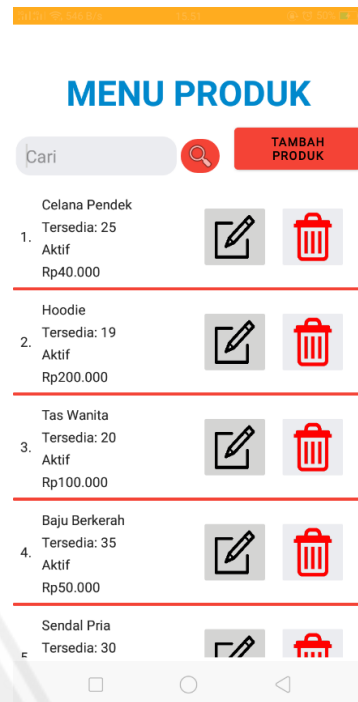 MENU PRODUK
Cari
TAMBAH
PRODUK
1.
Celana Pendek
Tersedia: 25
Aktif
Rp40.000
2.
Hoodie
Tersedia: 19
Aktif
Rp200.000
3.
Tas Wanita
Tersedia: 20
Aktif
Rp100.000
4.
Baju Berkerah
Tersedia: 35
Aktif
Rp50.000
Sendal Pria
Tersedia: 30